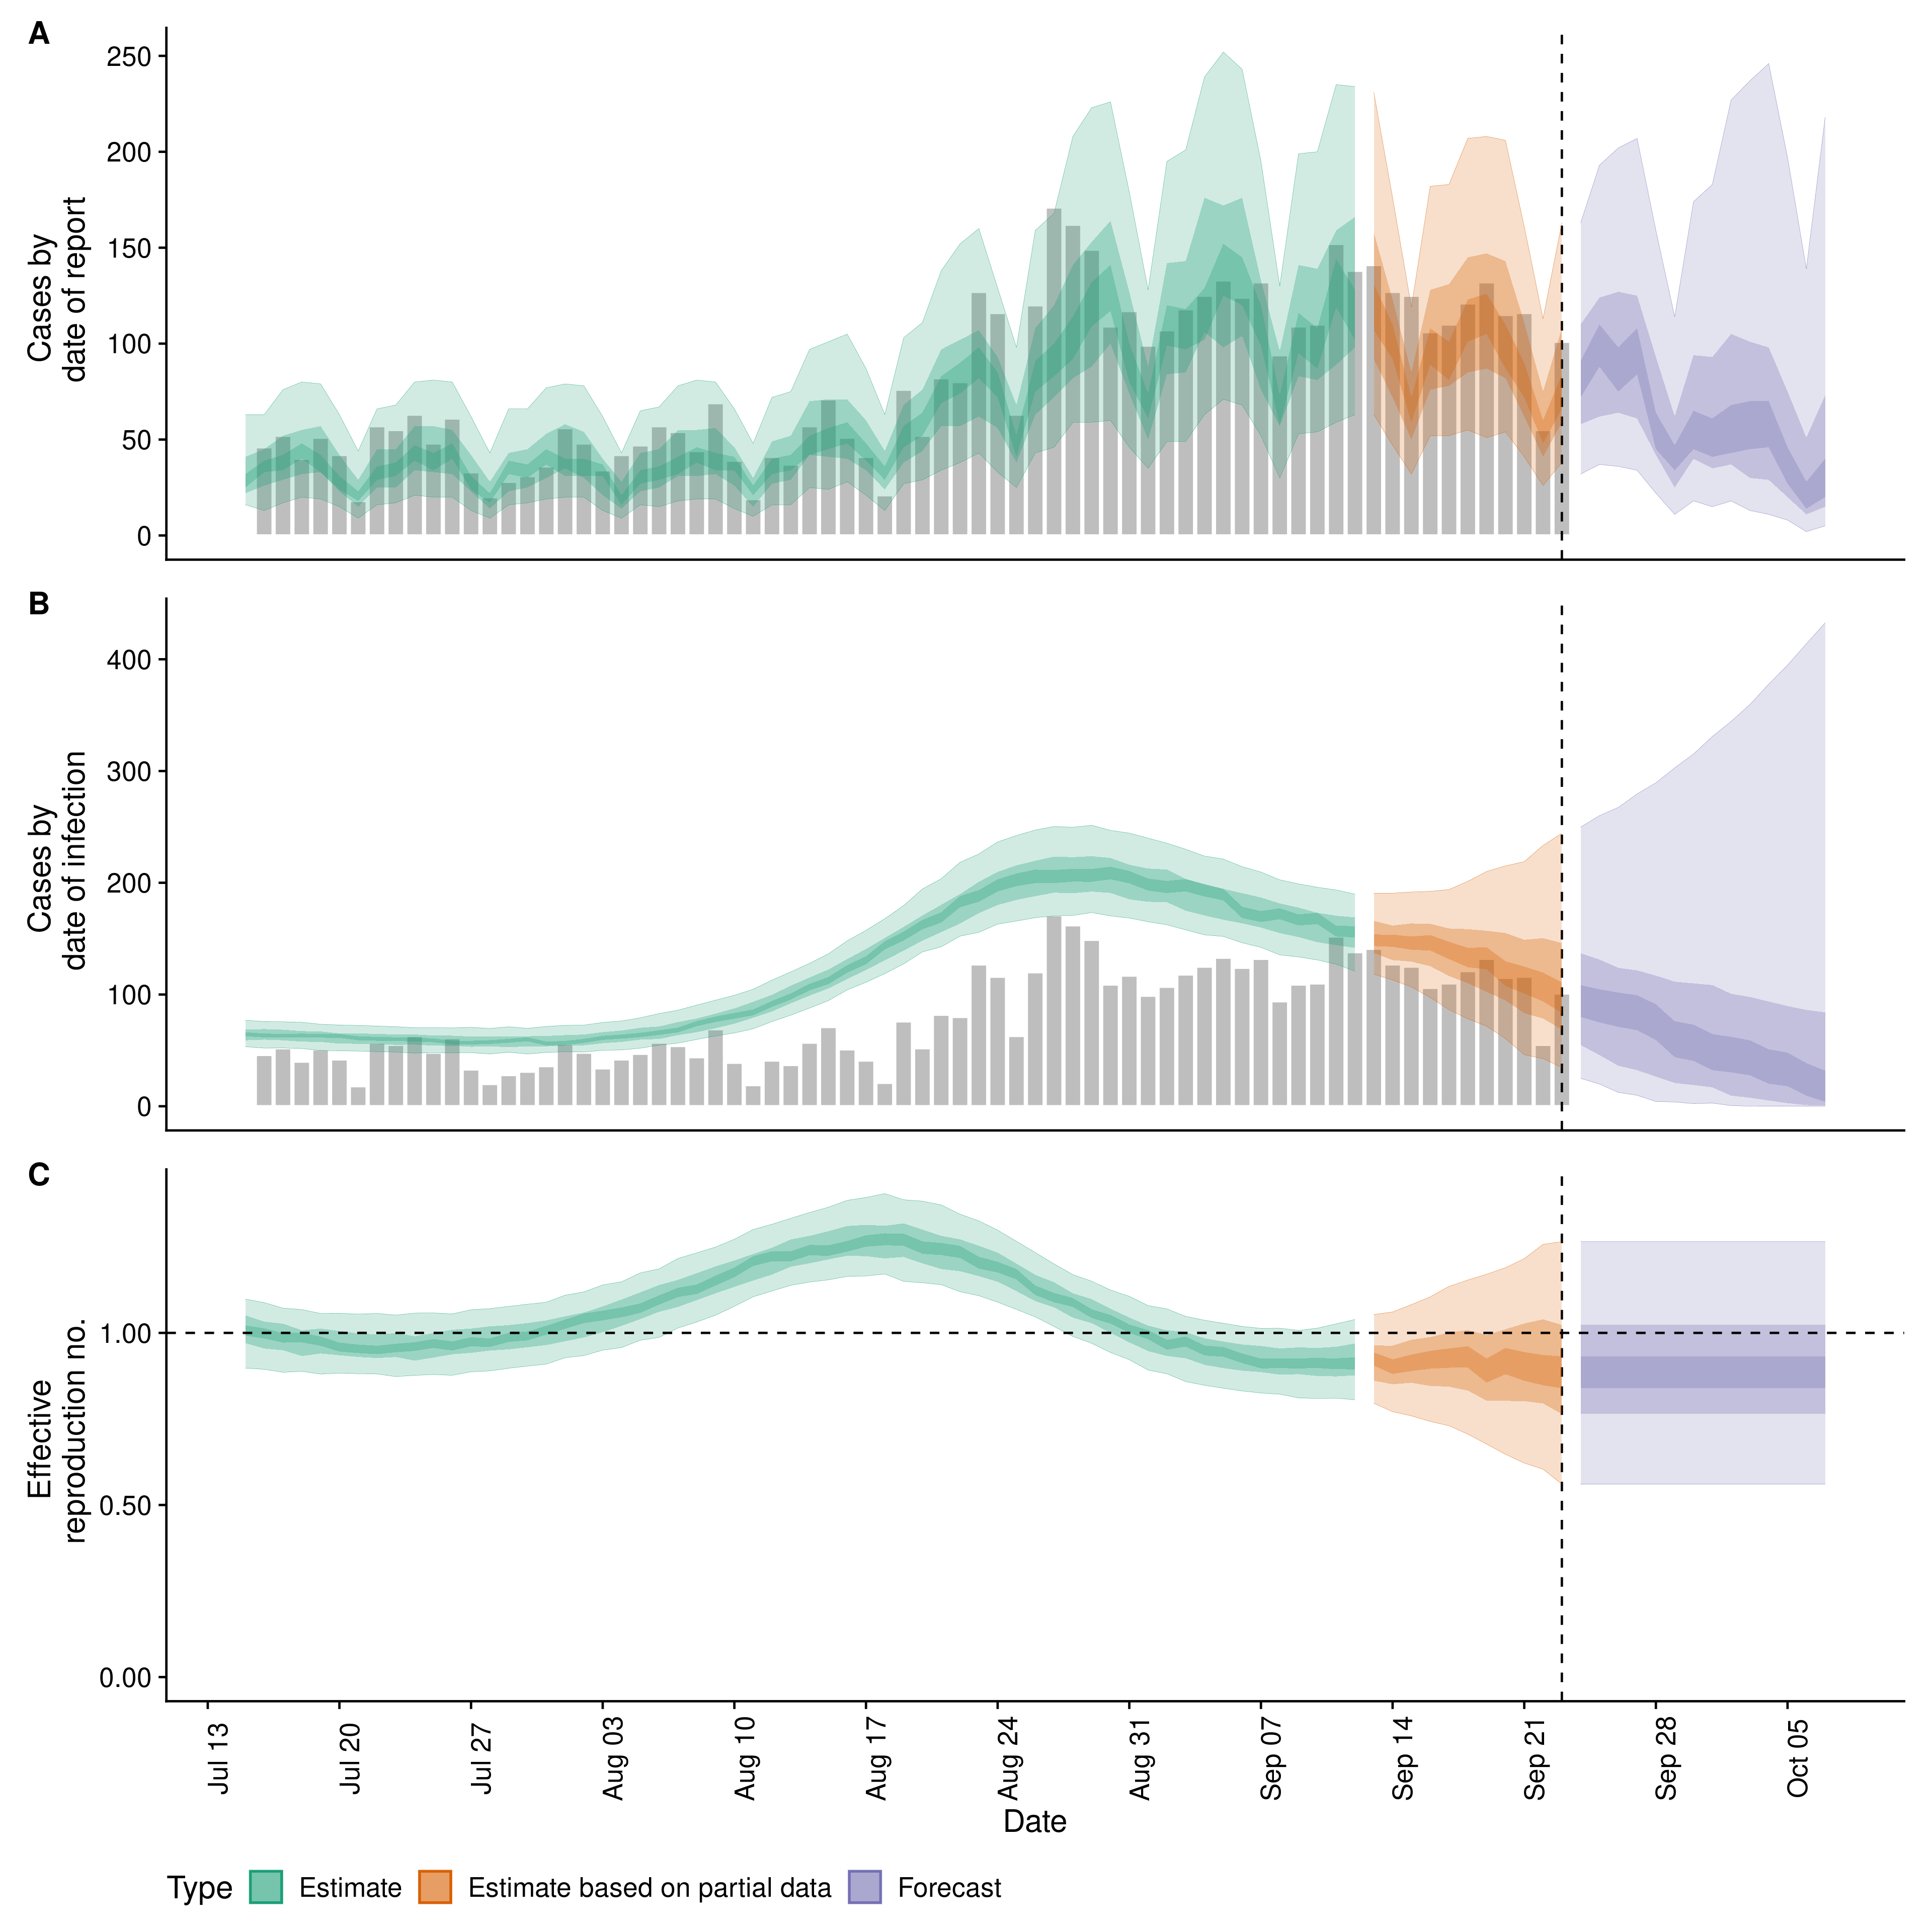 A
250
200
150
100
50
0
Cases by
date of report
B
400
300
200
100
0
Cases by
date of infection
C
1.00
0.50
0.00
Effective
reproduction no.
Jul 13
Jul 20
Jul 27
Aug 03
Aug 10
Aug 17
Aug 24
Aug 31
Sep 07
Sep 14
Sep 21
Sep 28
Oct 05
Date
Type Estimate Estimate based on partial data Forecast